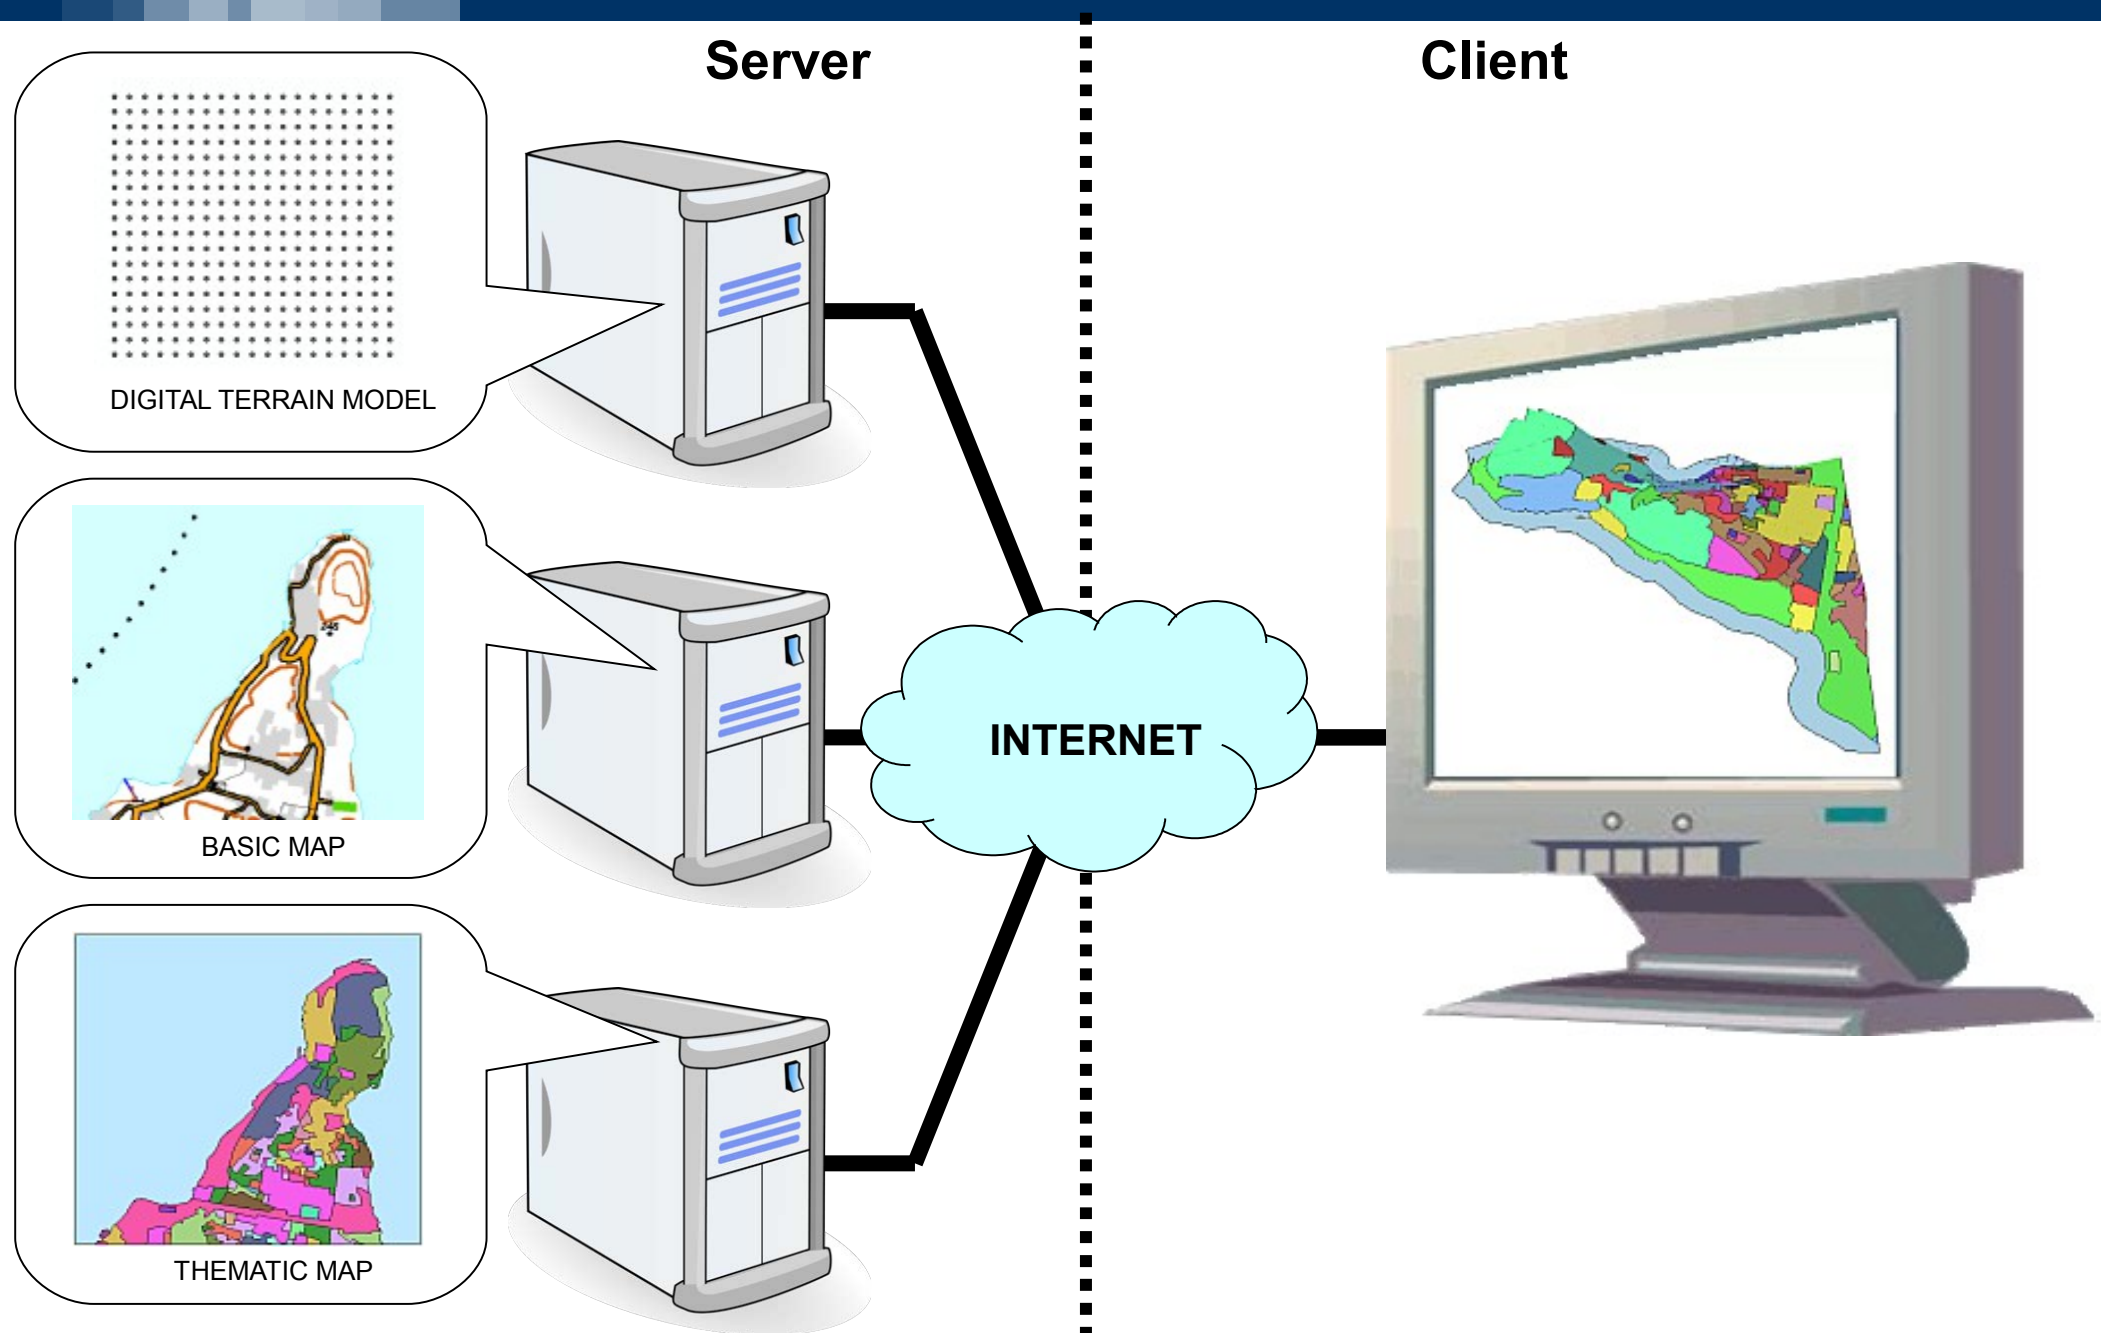 Server
Client
DIGITAL TERRAIN MODEL
BASIC MAP
INTERNET
THEMATIC MAP